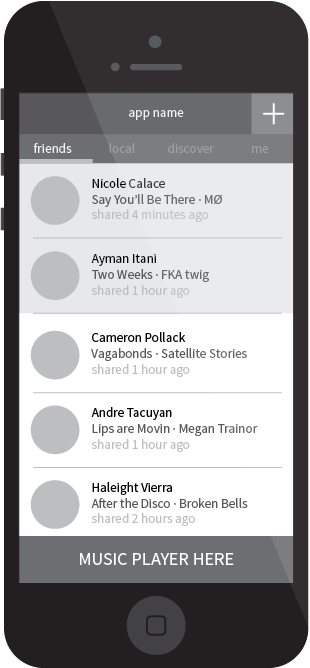 app name
friends local discover me
Nicole Calace
Say You'll Be There · MØ
shared 4 minutes ago
Ayman Itani
Two Weeks · FKA twig
shared 1 hour ago
Cameron Pollack
Vagabonds · Satellite Stories
shared 1 hour ago
Andre Tacuyan
Lips are Movin · Megan Trainor
shared 1 hour ago
Haleight Vierra
After the Disco · Broken Bells
shared 2 hours ago
MUSIC PLAYER HERE